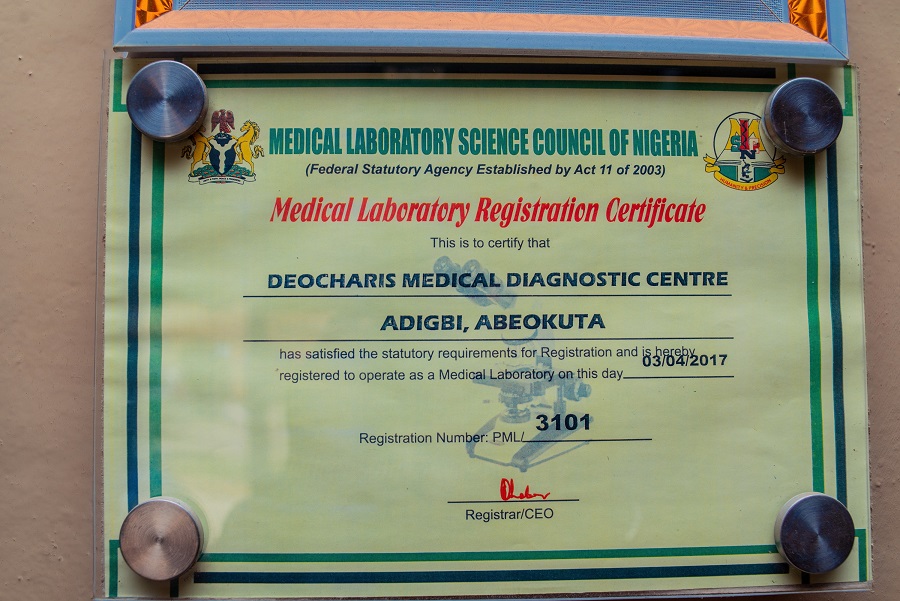 MEDICAL LABORATORY SCIENCE COUNCIL OF NIGERIA
(Federal Statutory Agency Established by Act 11 of 2003)
Medical Laboratory Registration Certificate
This is to certify that
DEOCHARIS MEDICAL DIAGNOSTIC CENTRE
ADIGBI, ABEOKUTA
has satisfied the statutory requirements for Registration and is hereby
registered to operate as a Medical Laboratory on this day 03/04/2017
Registration Number: PML/ 3101
Registrar/CEO